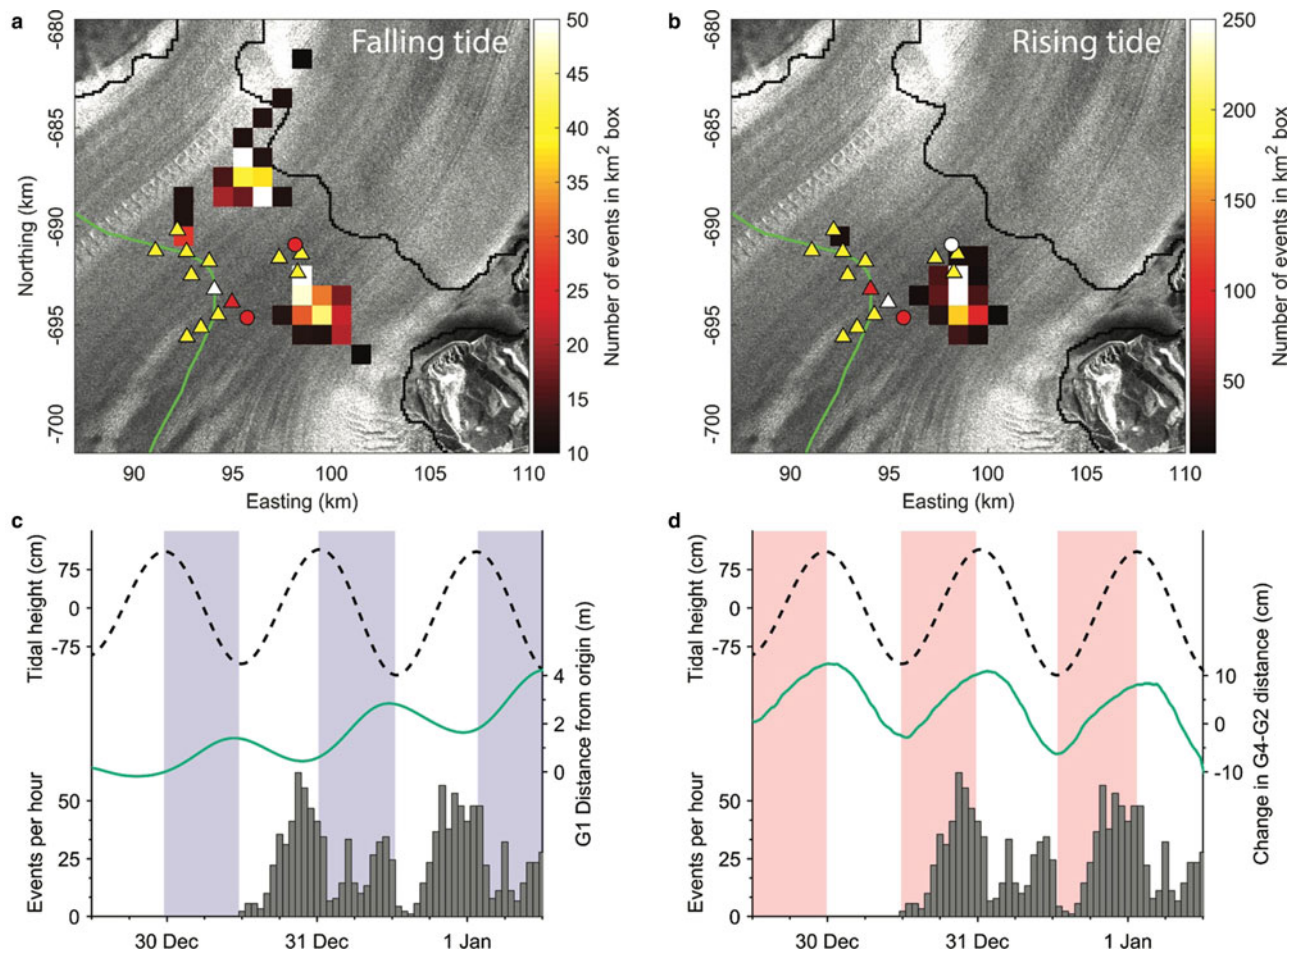 a
Falling tide
-680
-685
-690
-695
-700
Northing (km)
90
95
100
105
110
Easting (km)
50
45
40
35
30
25
20
15
10
Number of events in km² box
b
Rising tide
-680
-685
-690
-695
-700
90
95
100
105
110
Easting (km)
250
200
150
100
50
Number of events in km² box
c
Tidal height (cm)
75
0
-75
Events per hour
50
25
0
30 Dec
31 Dec
1 Jan
4
2
0
G1 Distance from origin (m)
d
Tidal height (cm)
75
0
-75
Events per hour
50
25
0
30 Dec
31 Dec
1 Jan
10
0
-10
Change in G4-G2 distance (cm)